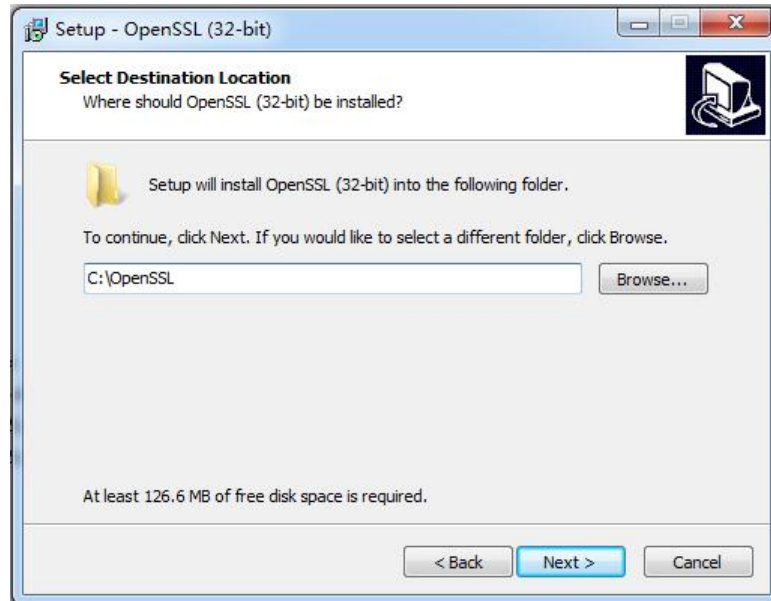 Setup - OpenSSL (32-bit)
Select Destination Location
Where should OpenSSL (32-bit) be installed?
Setup will install OpenSSL (32-bit) into the following folder.
To continue, click Next. If you would like to select a different folder, click Browse.
C:\OpenSSL
Browse...
At least 126.6 MB of free disk space is required.
< Back
Next >
Cancel